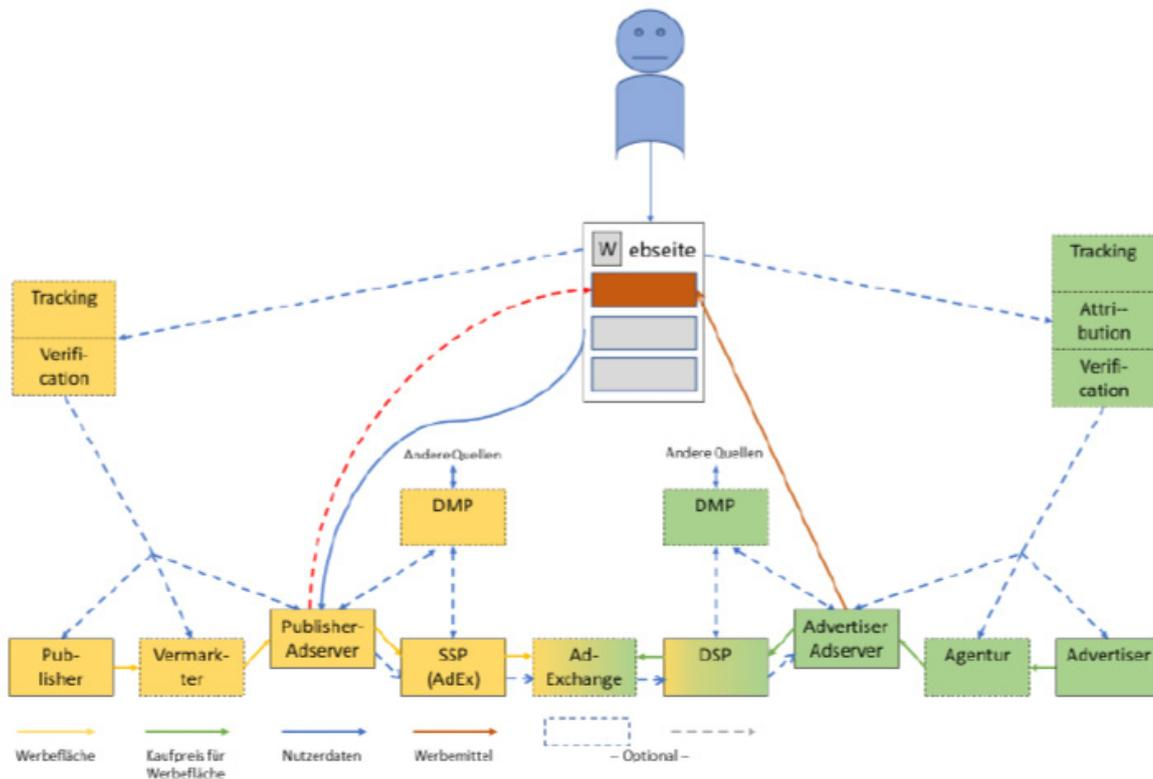 W ebseite
Tracking
Verifi-
cation
Tracking
Attri--
bution
Verifi-
cation
Andere Quellen
DMP
Andere Quellen
DMP
Pub-
lisher
Vermark-
ter
Publisher-
Adserver
SSP
(AdEx)
Ad-
Exchange
DSP
Advertiser
Adserver
Agentur
Advertiser
Werbefläche
Kaufpreis für
Werbefläche
Nutzerdaten
Werbemittel
– Optional –